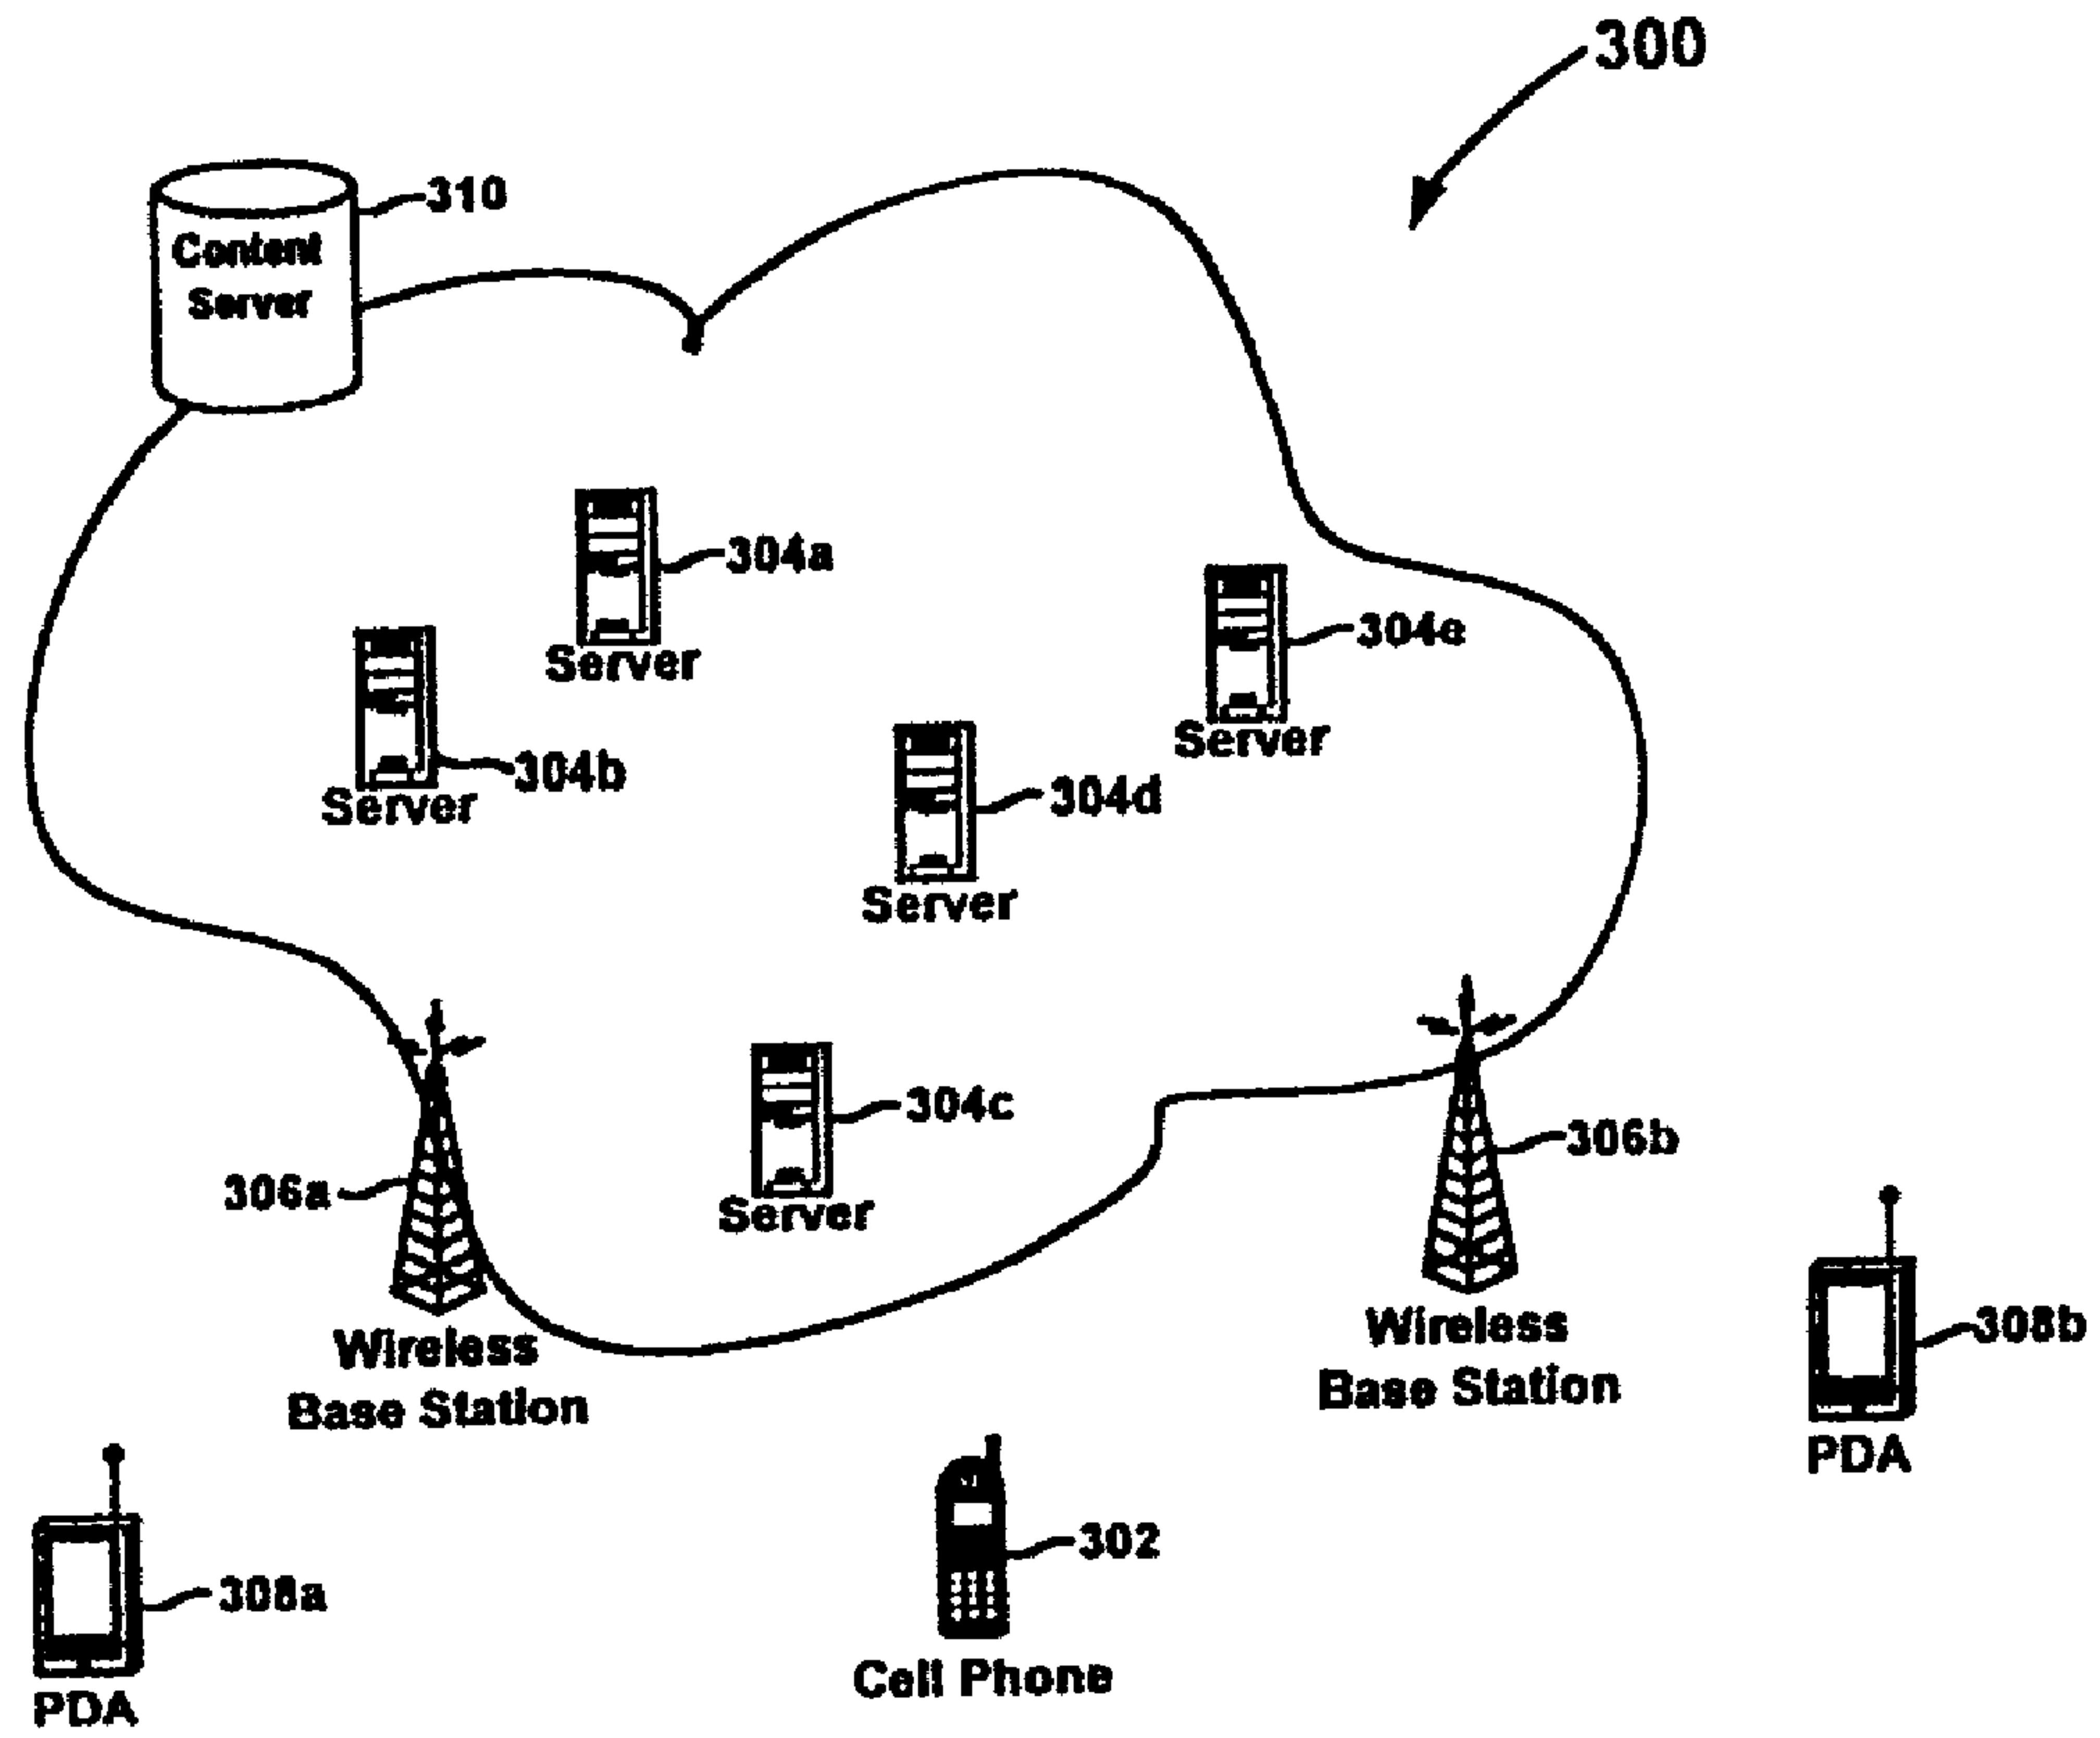 300
310
Content
Server
304a
Server
304e
Server
304b
Server
304d
Server
304c
Server
306a
Wireless
Base Station
306b
Wireless
Base Station
308b
PDA
302
Cell Phone
308a
PDA